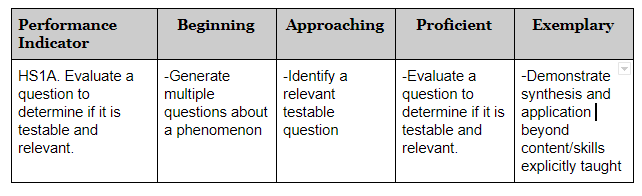 Performance Indicator
Beginning
Approaching
Proficient
Exemplary
HS1A. Evaluate a
question to
determine if it is
testable and
relevant.
-Generate
multiple
questions about
a phenomenon
-Identify a
relevant
testable
question
-Evaluate a
question to
determine if it is
testable and
relevant.
-Demonstrate
synthesis and
application
beyond
content/skills
explicitly taught